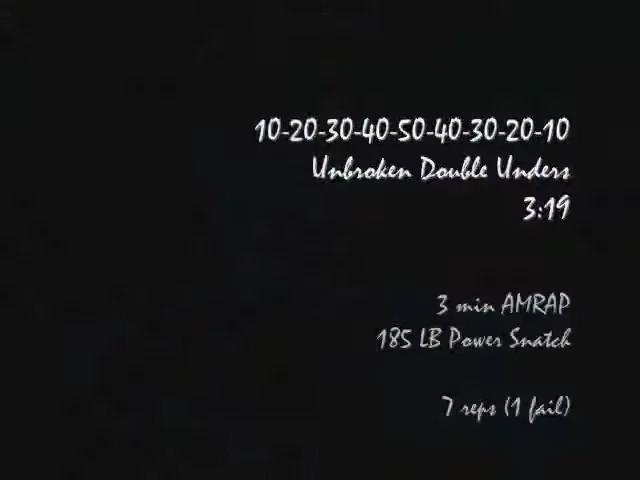 10-20-30-40-50-40-30-20-10
Unbroken Double Unders
3:19
3 min AMRAP
185 LB Power Snatch
7 reps (1 fail)